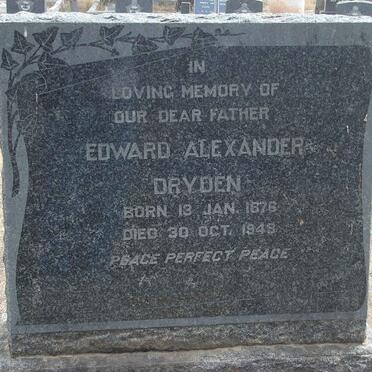 IN
LOVING MEMORY OF
OUR DEAR FATHER
EDWARD ALEXANDER
DRYDEN
BORN 13 JAN. 1876
DIED 30 OCT. 1948
PEACE PERFECT PEACE